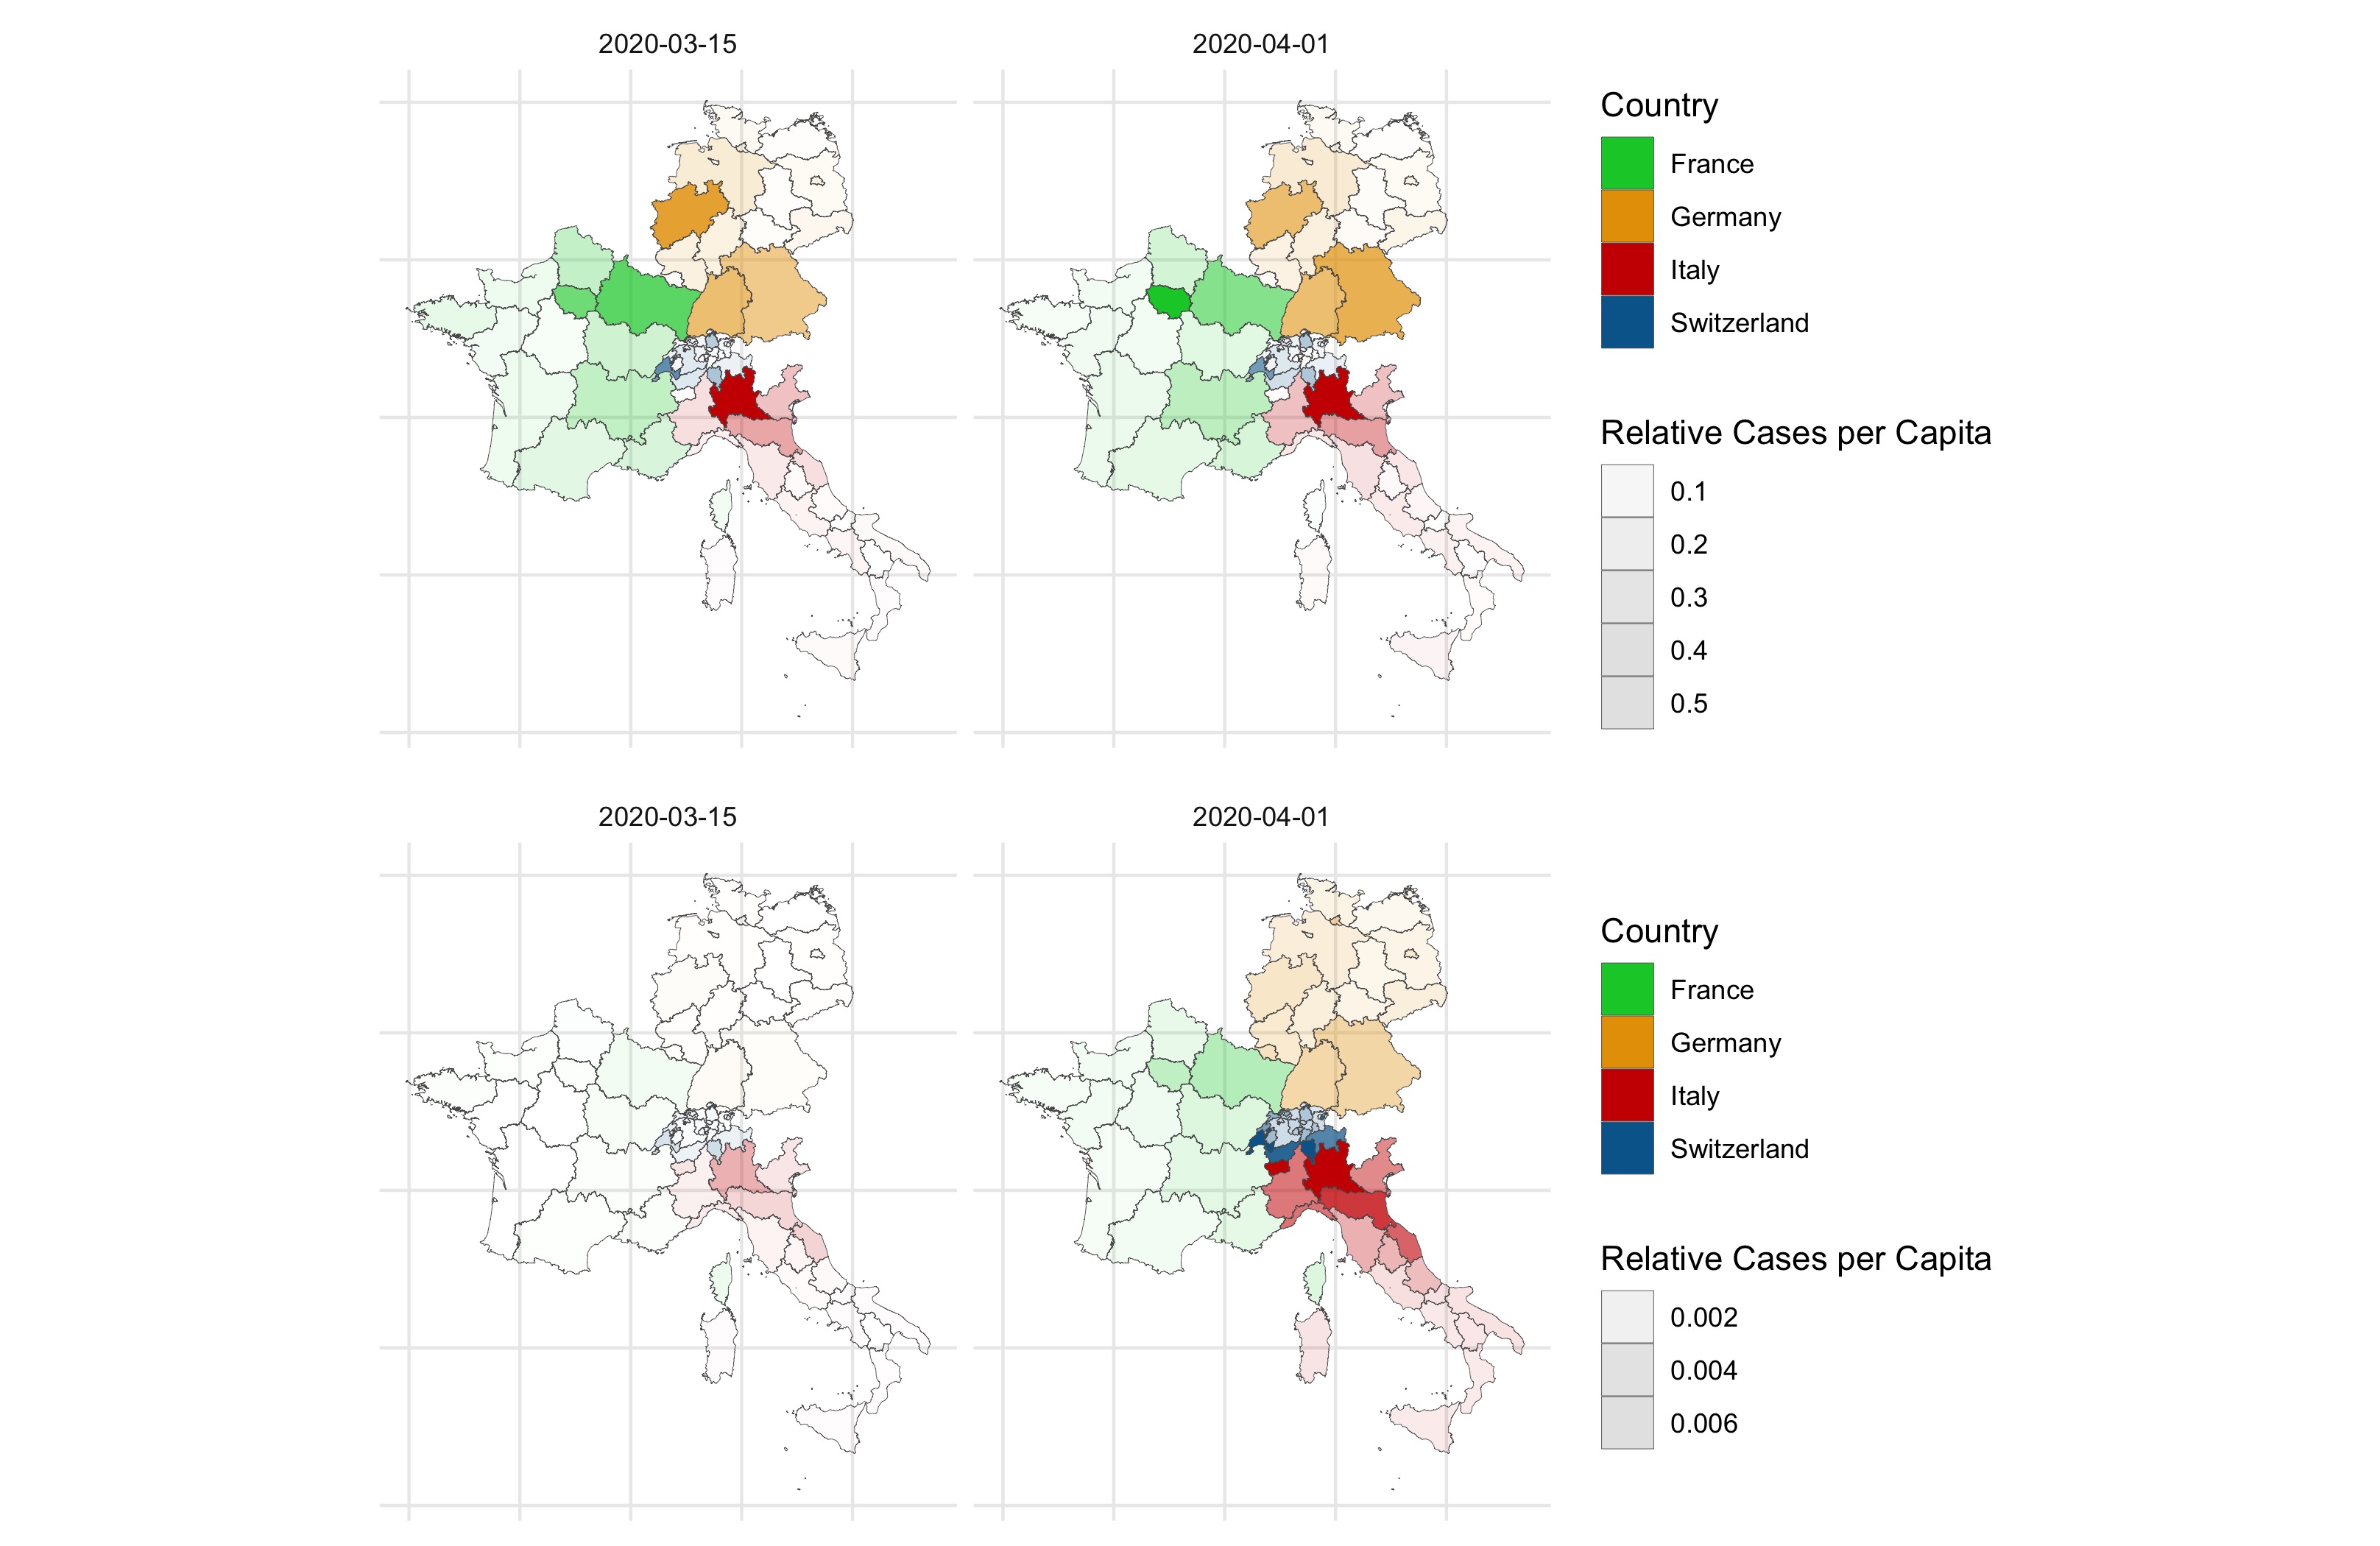 2020-03-15
2020-04-01
Country
France
Germany
Italy
Switzerland
Relative Cases per Capita
0.1
0.2
0.3
0.4
0.5
2020-03-15
2020-04-01
Country
France
Germany
Italy
Switzerland
Relative Cases per Capita
0.002
0.004
0.006